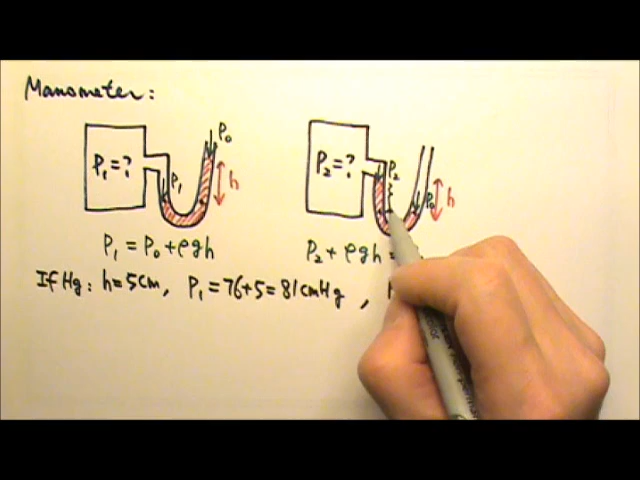 Manometer:
P₀
P₁=?
P₁
h
P₂=?
P₂
P₀
h
P₁ = P₀ + ρgh
P₂ + ρgh =
If Hg: h=5cm, P₁ = 76+5 = 81cmHg ,